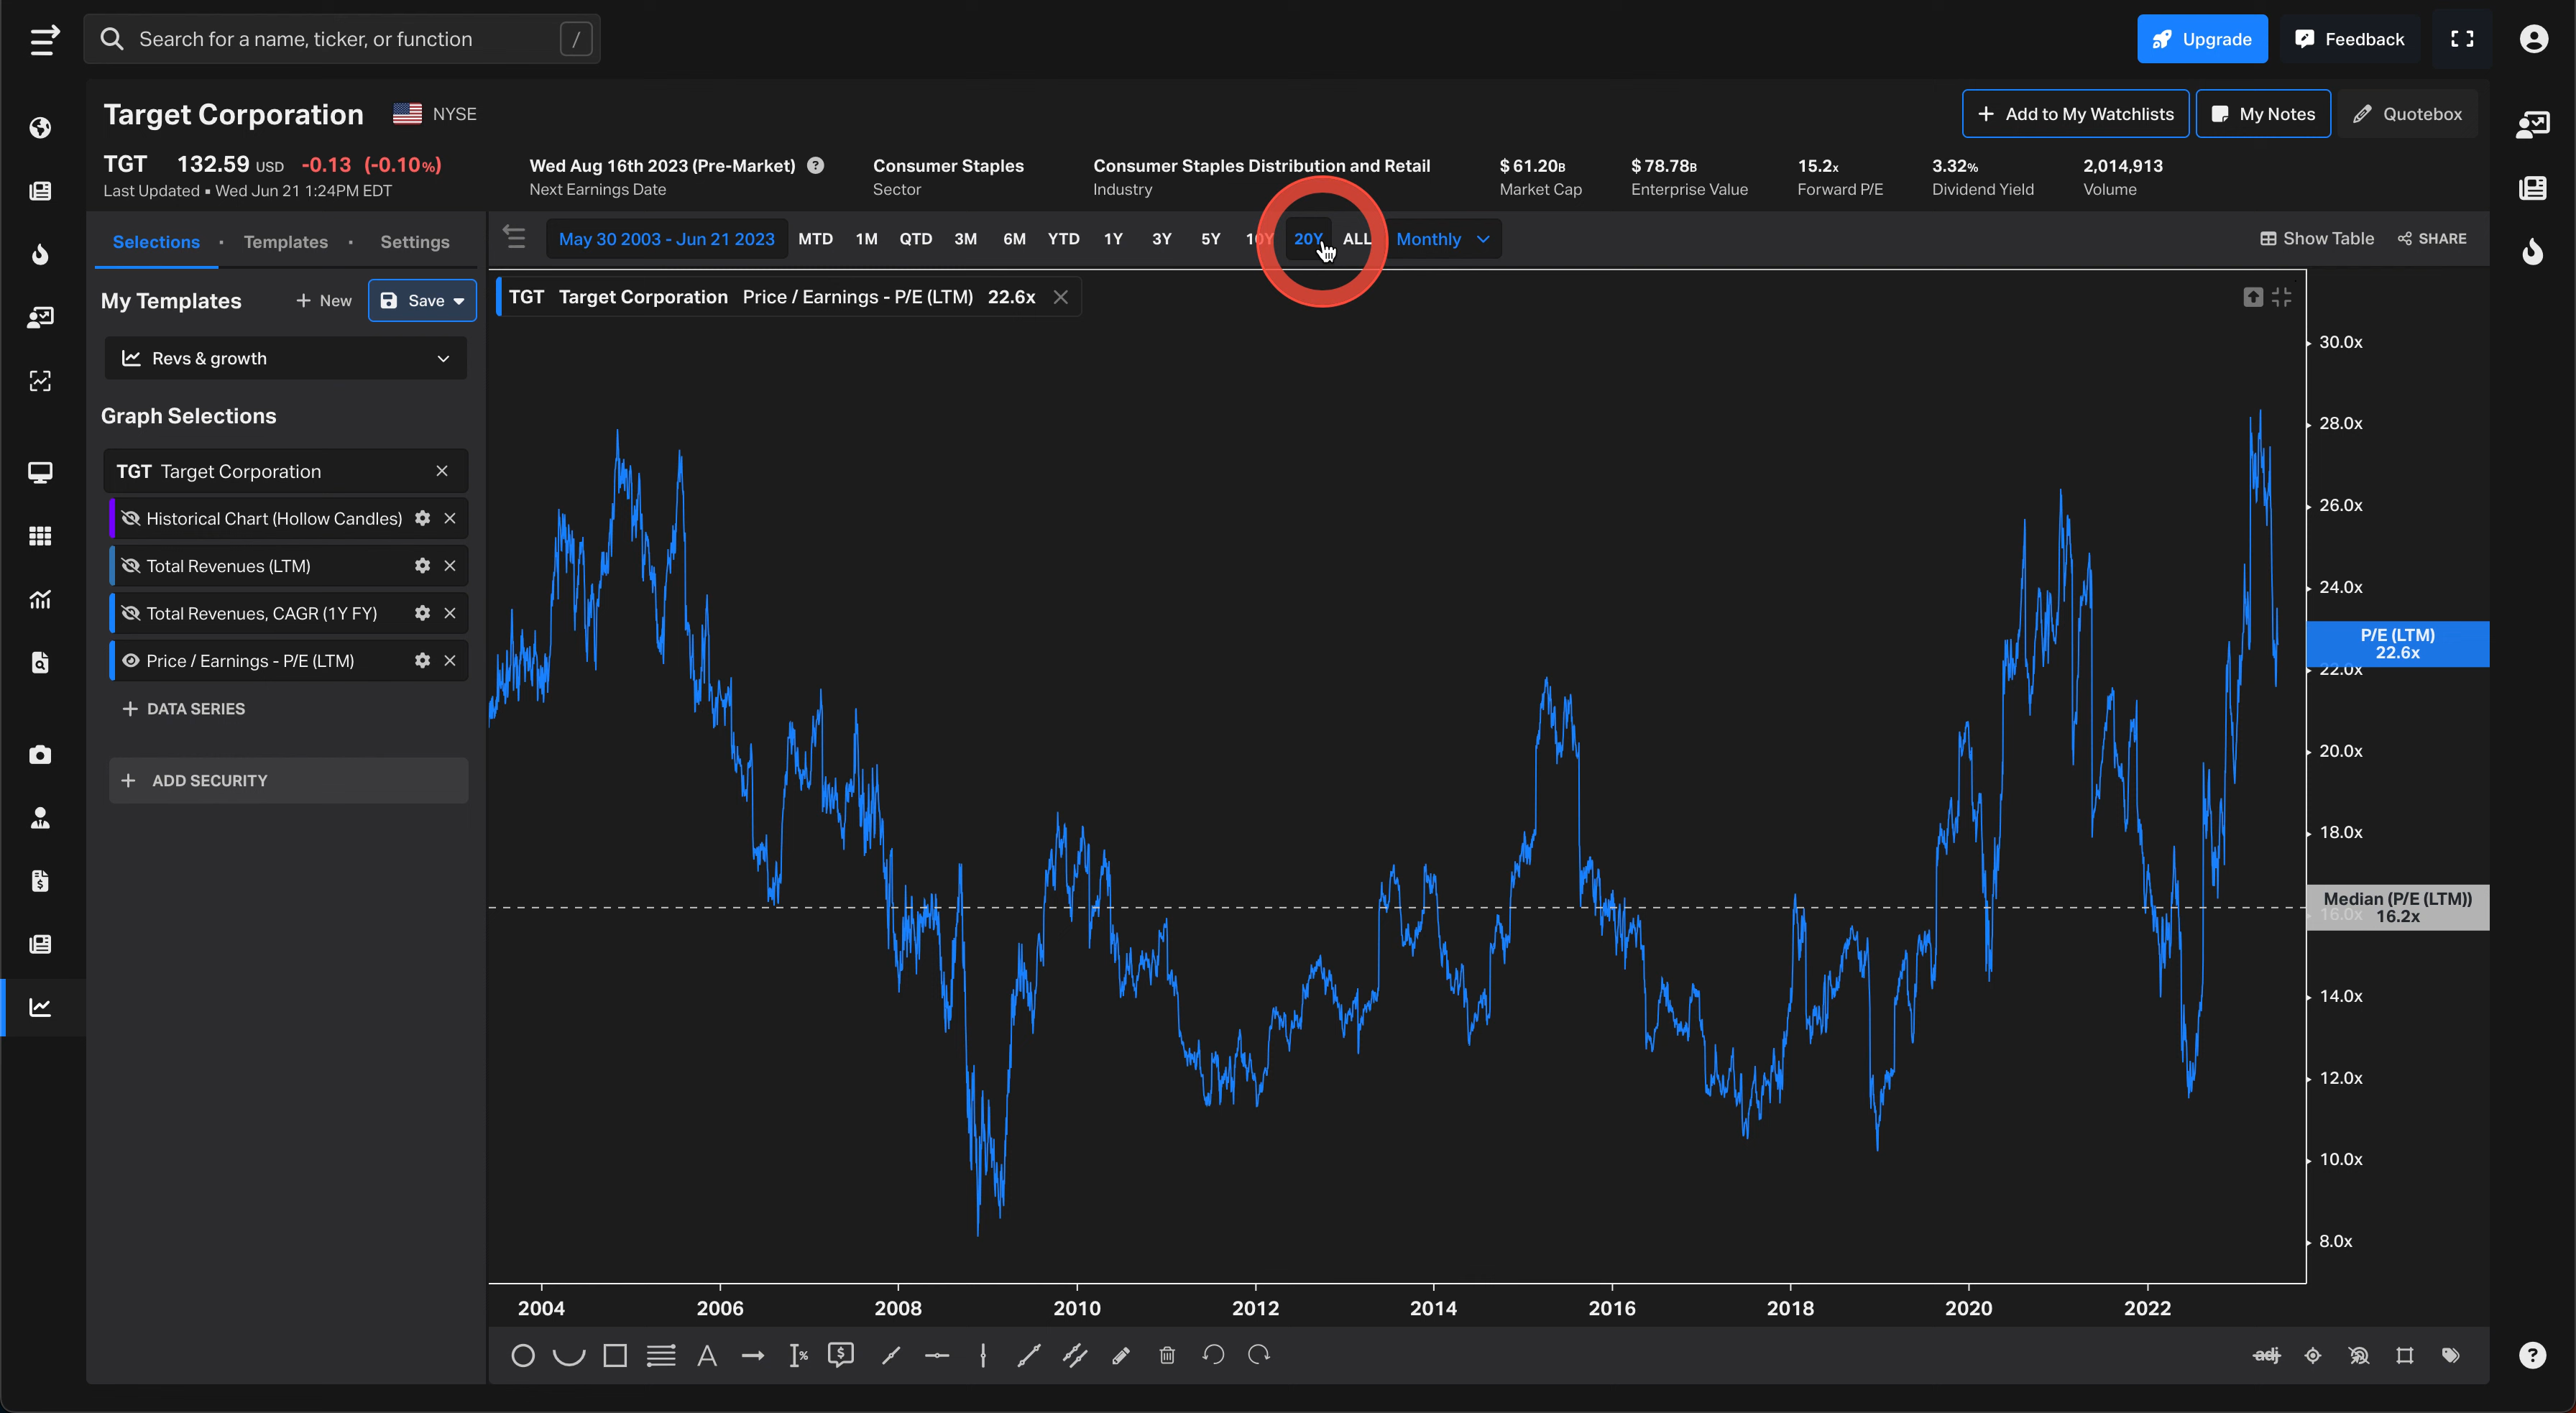 Search for a name, ticker, or function /
Upgrade
Feedback
Target Corporation NYSE
Add to My Watchlists
My Notes
Quotebox
TGT 132.59 USD -0.13 (-0.10%)
Last Updated ▪ Wed Jun 21 1:24PM EDT
Wed Aug 16th 2023 (Pre-Market) ?
Next Earnings Date
Consumer Staples
Sector
Consumer Staples Distribution and Retail
Industry
$61.20B
Market Cap
$78.78B
Enterprise Value
15.2x
Forward P/E
3.32%
Dividend Yield
2,014,913
Volume
Selections · Templates · Settings
May 30 2003 - Jun 21 2023 MTD 1M QTD 3M 6M YTD 1Y 3Y 5Y 10Y 20Y ALL Monthly
Show Table SHARE
My Templates + New Save
Revs & growth
Graph Selections
TGT Target Corporation
Historical Chart (Hollow Candles)
Total Revenues (LTM)
Total Revenues, CAGR (1Y FY)
Price / Earnings - P/E (LTM)
+ DATA SERIES
+ ADD SECURITY
TGT Target Corporation Price / Earnings - P/E (LTM) 22.6x
30.0x
28.0x
26.0x
24.0x
P/E (LTM)
22.6x
22.0x
20.0x
18.0x
Median (P/E (LTM))
16.0x 16.2x
14.0x
12.0x
10.0x
8.0x
2004 2006 2008 2010 2012 2014 2016 2018 2020 2022
A
%
$
adj
?